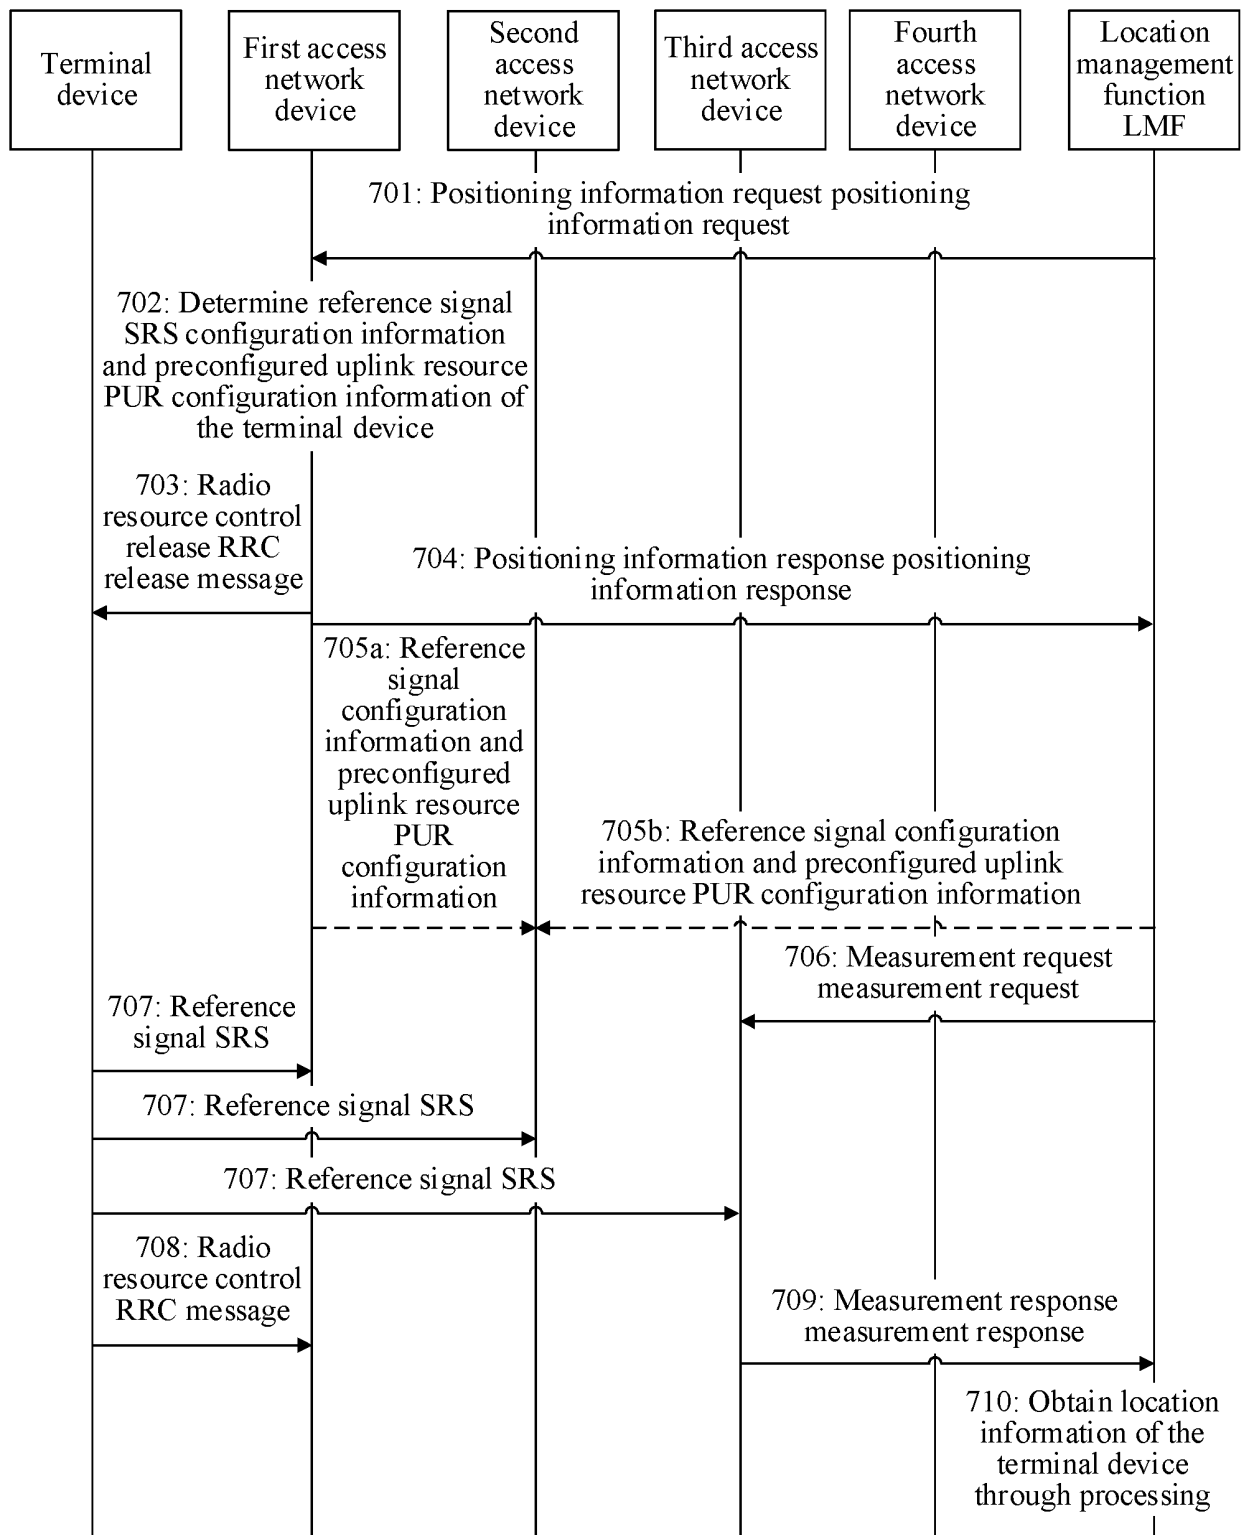 Terminal
device
First access
network
device
Second
access
network
device
Third access
network
device
Fourth
access
network
device
Location
management
function
LMF
701: Positioning information request positioning
information request
702: Determine reference signal
SRS configuration information
and preconfigured uplink resource
PUR configuration information of
the terminal device
703: Radio
resource control
release RRC
release message
704: Positioning information response positioning
information response
705a: Reference
signal
configuration
information and
preconfigured
uplink resource
PUR
configuration
information
705b: Reference signal configuration
information and preconfigured uplink
resource PUR configuration information
706: Measurement request
measurement request
707: Reference
signal SRS
707: Reference signal SRS
707: Reference signal SRS
708: Radio
resource control
RRC message
709: Measurement response
measurement response
710: Obtain location
information of the
terminal device
through processing